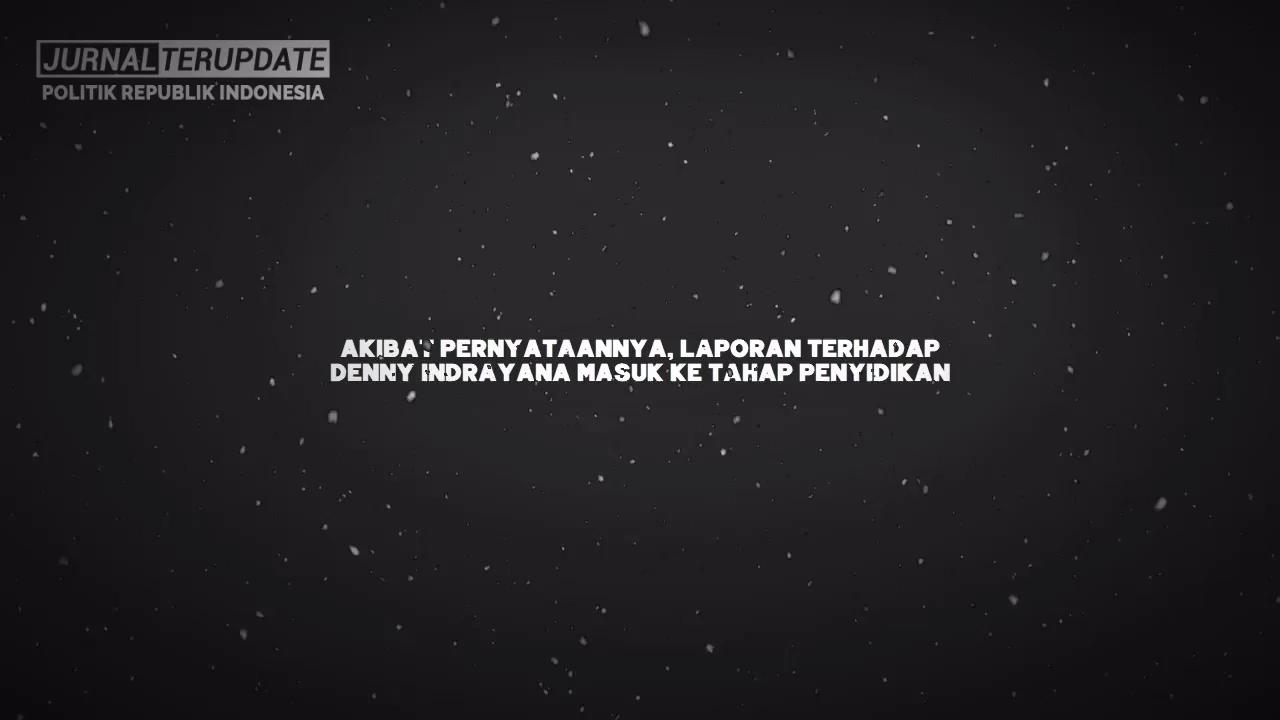 JURNALTERUPDATE
POLITIK REPUBLIK INDONESIA
AKIBAT PERNYATAANNYA, LAPORAN TERHADAP
DENNY INDRAYANA MASUK KE TAHAP PENYIDIKAN